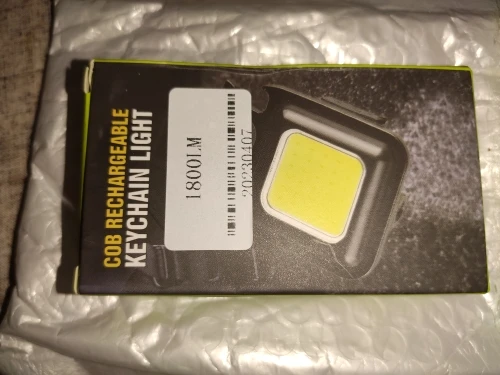 COB RECHARGEABLE
KEYCHAIN LIGHT
1800LM
20230407